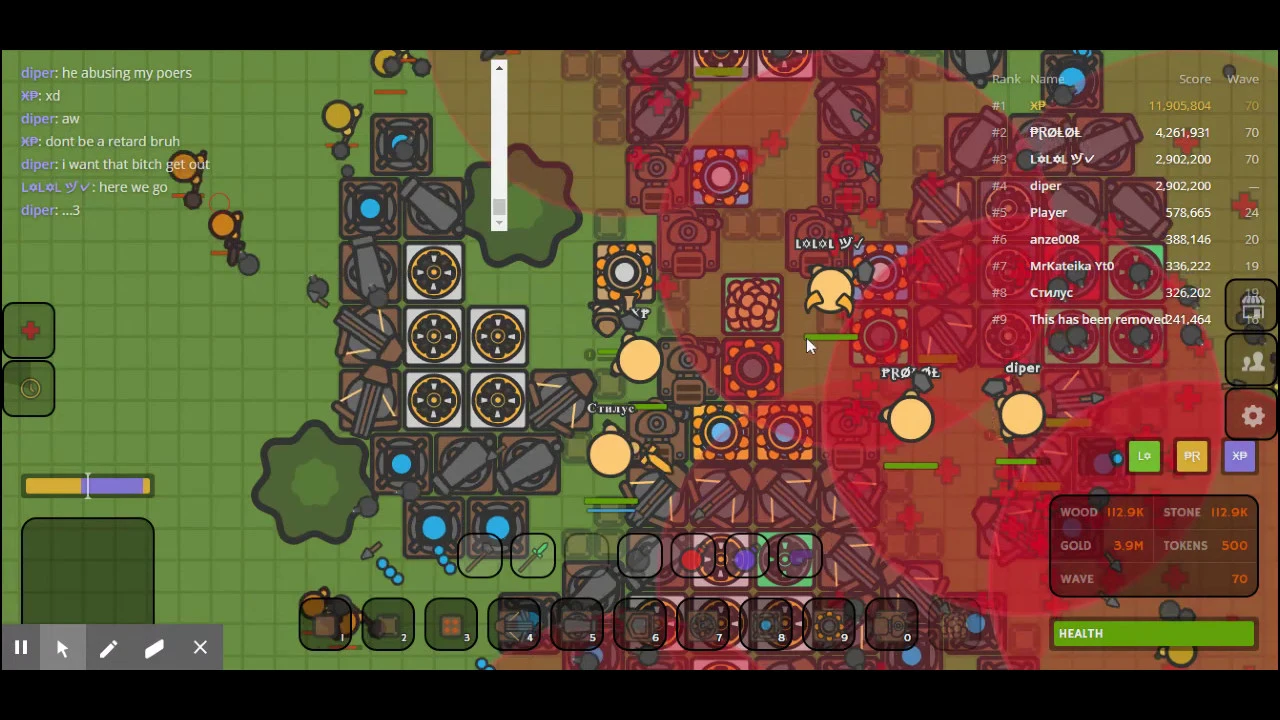 diper: he abusing my poers
XP: xd
diper: aw
XP: dont be a retard bruh
diper: i want that bitch get out
LOLOL ツ✓: here we go
diper: ...3
Rank Name Score Wave
#1 XP 11,905,804 70
#2 PRØŁØŁ 4,261,931 70
#3 LOLOL ツ✓ 2,902,200 70
#4 diper 2,902,200 —
#5 Player 578,665 24
#6 anze008 388,146 20
#7 MrKateika Yt0 336,222 19
#8 Стилус 326,202 19
#9 This has been removed 241,464 16
LOLOL ツ✓
XP
PRØŁØŁ
diper
Стилус
LO PR XP
WOOD 112.9K STONE 112.9K
GOLD 3.9M TOKENS 500
WAVE 70
1 2 3 4 5 6 7 8 9 0
HEALTH